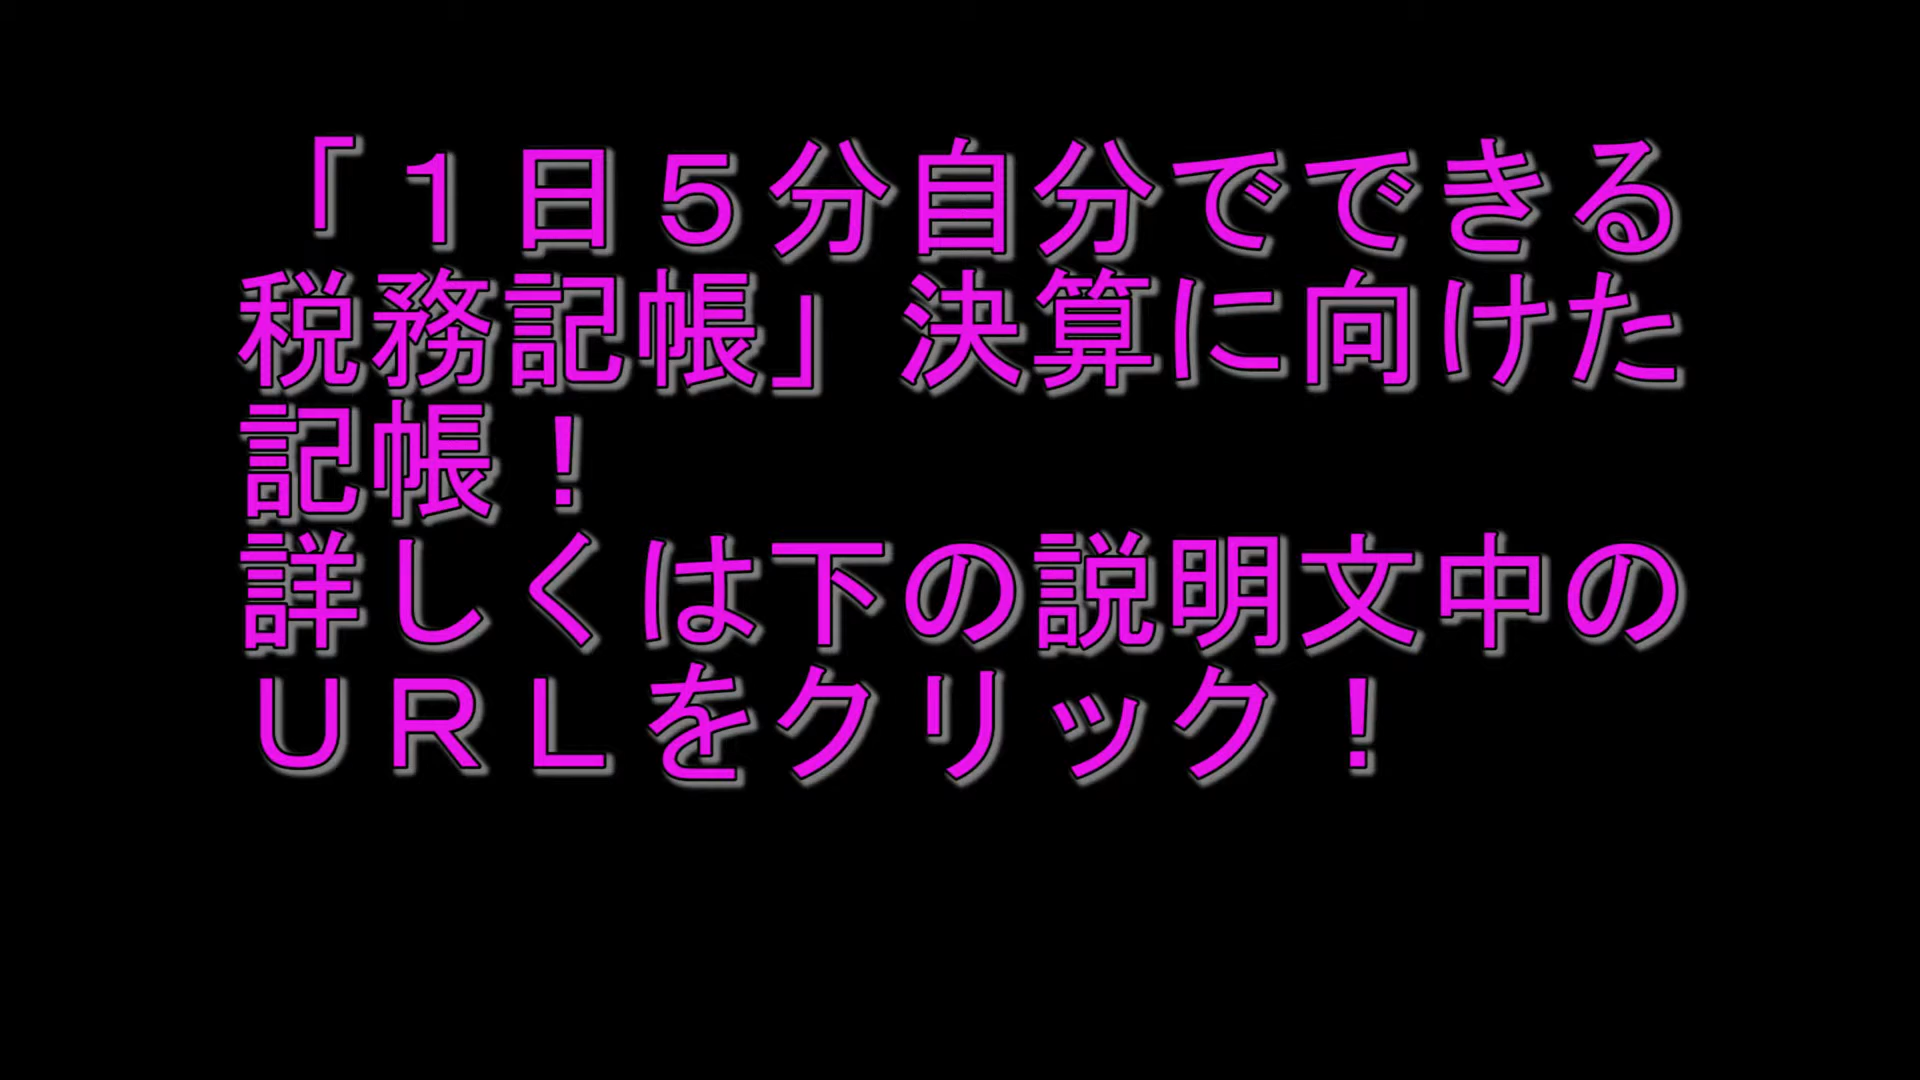 「１日５分自分でできる
税務記帳」決算に向けた
記帳！
詳しくは下の説明文中の
ＵＲＬをクリック！